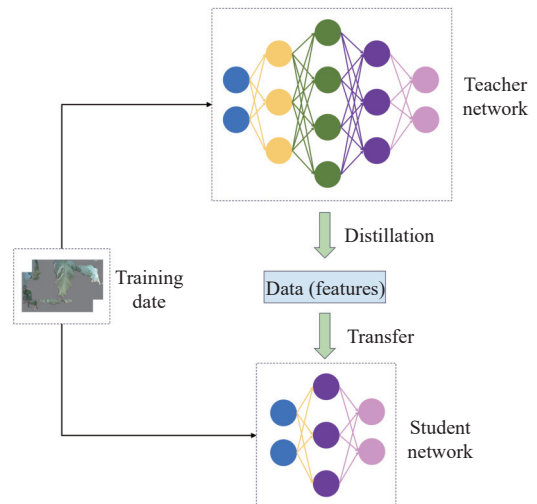 Teacher
network
Distillation
Training
date
Data (features)
Transfer
Student
network